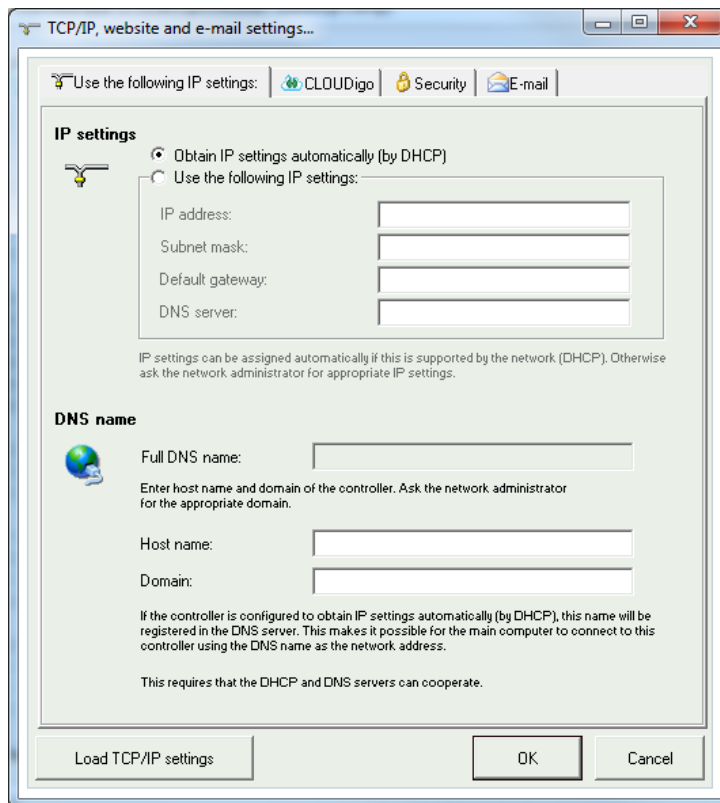 TCP/IP, website and e-mail settings...
Use the following IP settings:
CLOUDigo
Security
E-mail
IP settings
Obtain IP settings automatically (by DHCP)
Use the following IP settings:
IP address:
Subnet mask:
Default gateway:
DNS server:
IP settings can be assigned automatically if this is supported by the network (DHCP). Otherwise
ask the network administrator for appropriate IP settings.
DNS name
Full DNS name:
Enter host name and domain of the controller. Ask the network administrator
for the appropriate domain.
Host name:
Domain:
If the controller is configured to obtain IP settings automatically (by DHCP), this name will be
registered in the DNS server. This makes it possible for the main computer to connect to this
controller using the DNS name as the network address.
This requires that the DHCP and DNS servers can cooperate.
Load TCP/IP settings
OK
Cancel